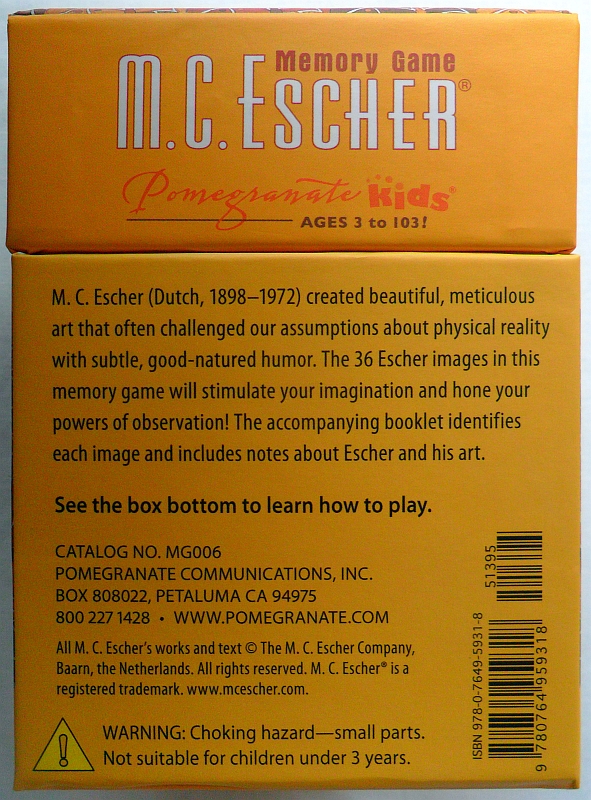 Memory Game
M.C. ESCHER®
Pomegranate kids®
AGES 3 to 103!
M. C. Escher (Dutch, 1898–1972) created beautiful, meticulous
art that often challenged our assumptions about physical reality
with subtle, good-natured humor. The 36 Escher images in this
memory game will stimulate your imagination and hone your
powers of observation! The accompanying booklet identifies
each image and includes notes about Escher and his art.
See the box bottom to learn how to play.
CATALOG NO. MG006
POMEGRANATE COMMUNICATIONS, INC.
BOX 808022, PETALUMA CA 94975
800 227 1428 • WWW.POMEGRANATE.COM
All M. C. Escher's works and text © The M. C. Escher Company,
Baarn, the Netherlands. All rights reserved. M. C. Escher® is a
registered trademark. www.mcescher.com.
! WARNING: Choking hazard—small parts.
Not suitable for children under 3 years.
51395
ISBN 978-0-7649-5931-8
9 780764 959318